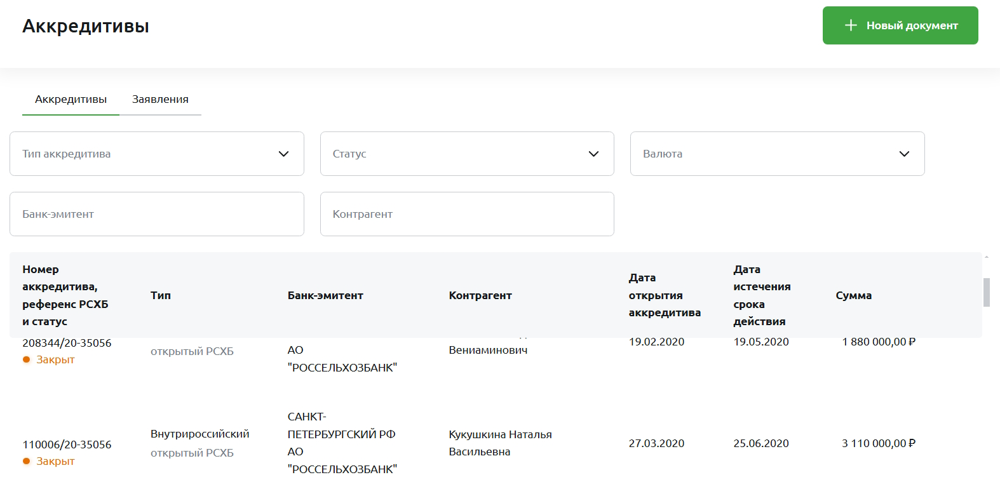 Аккредитивы
Новый документ
Аккредитивы Заявления
Тип аккредитива Статус Валюта
Банк-эмитент Контрагент
Номер
аккредитива,
референс РСХБ
и статус
Тип
Банк-эмитент
Контрагент
Дата
открытия
аккредитива
Дата
истечения
срока
действия
Сумма
208344/20-35056
Закрыт
открытый РСХБ
АО
"РОССЕЛЬХОЗБАНК"
Вениаминович
19.02.2020
19.05.2020
1 880 000,00 ₽
110006/20-35056
Закрыт
Внутрироссийский
открытый РСХБ
САНКТ-
ПЕТЕРБУРГСКИЙ РФ
АО
"РОССЕЛЬХОЗБАНК"
Кукушкина Наталья
Васильевна
27.03.2020
25.06.2020
3 110 000,00 ₽